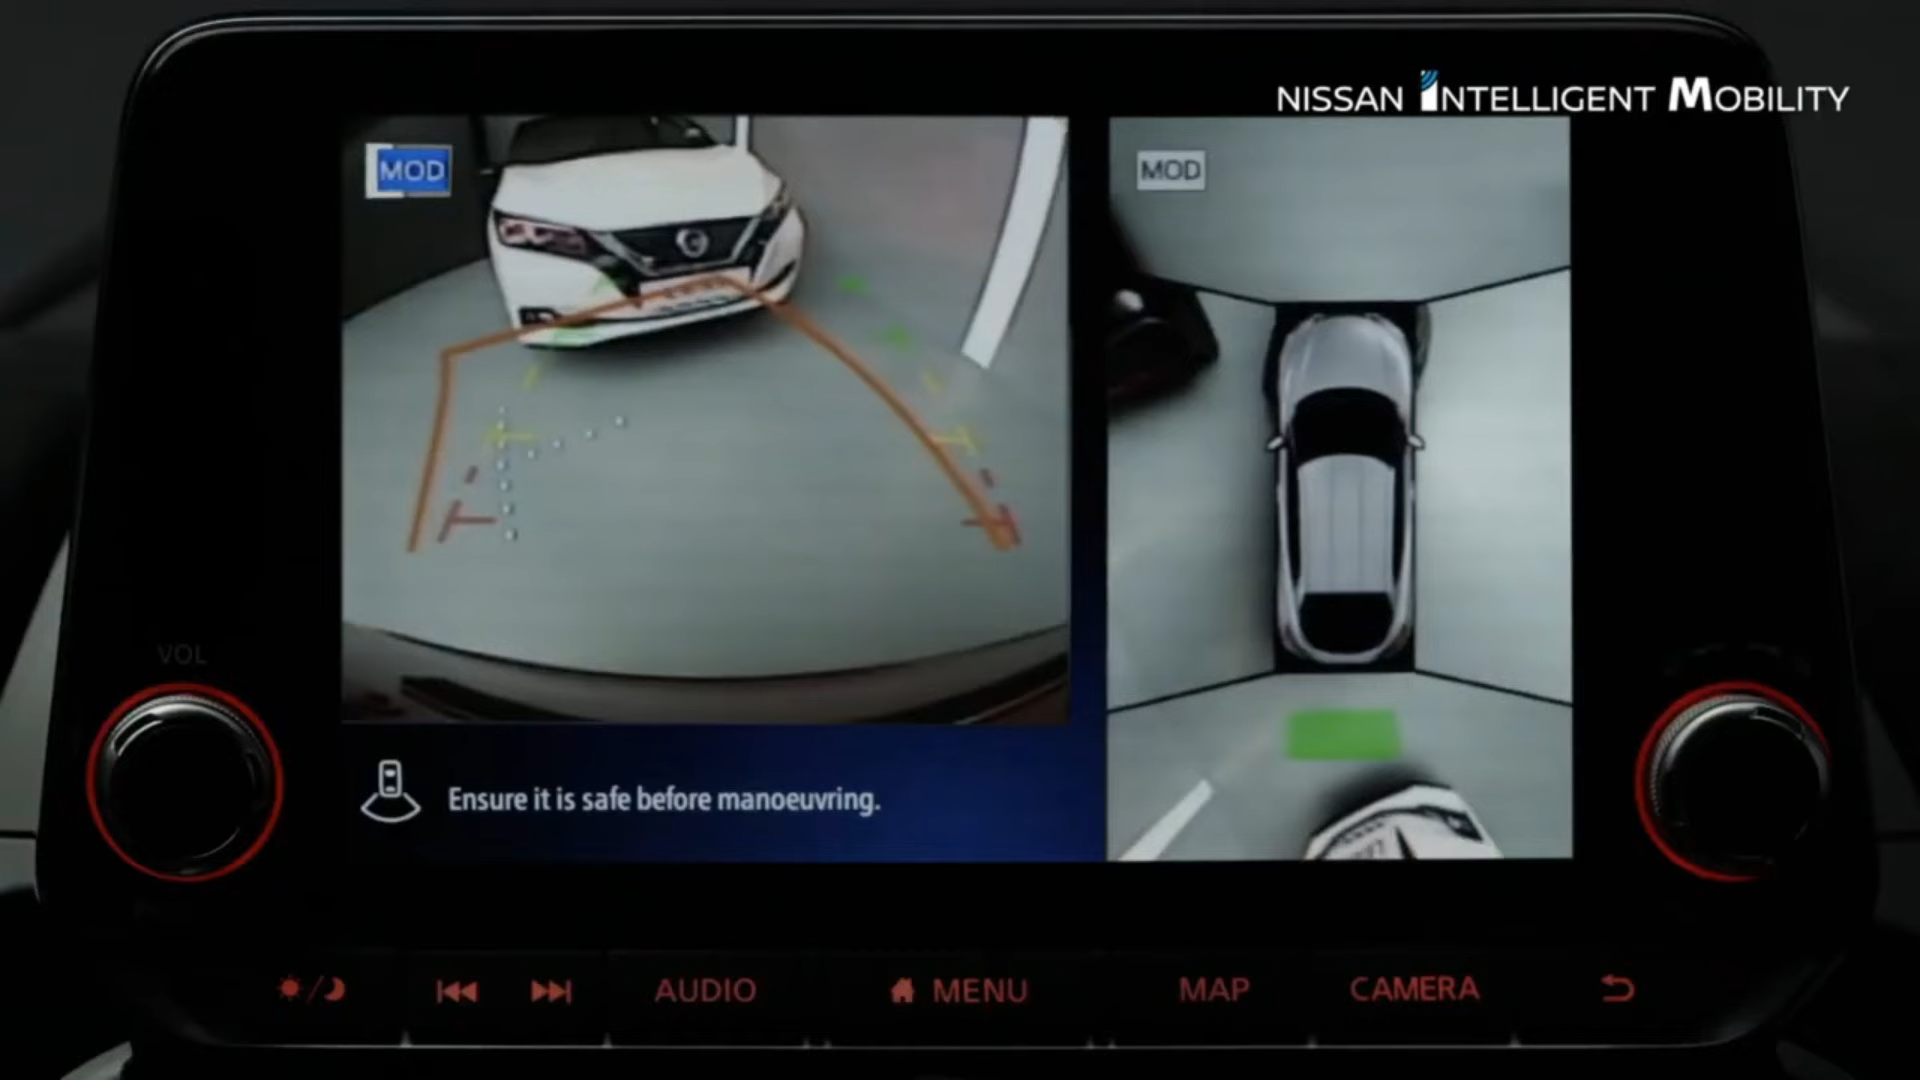 NISSAN INTELLIGENT MOBILITY
MOD
MOD
Ensure it is safe before manoeuvring.
VOL
AUDIO
MENU
MAP
CAMERA